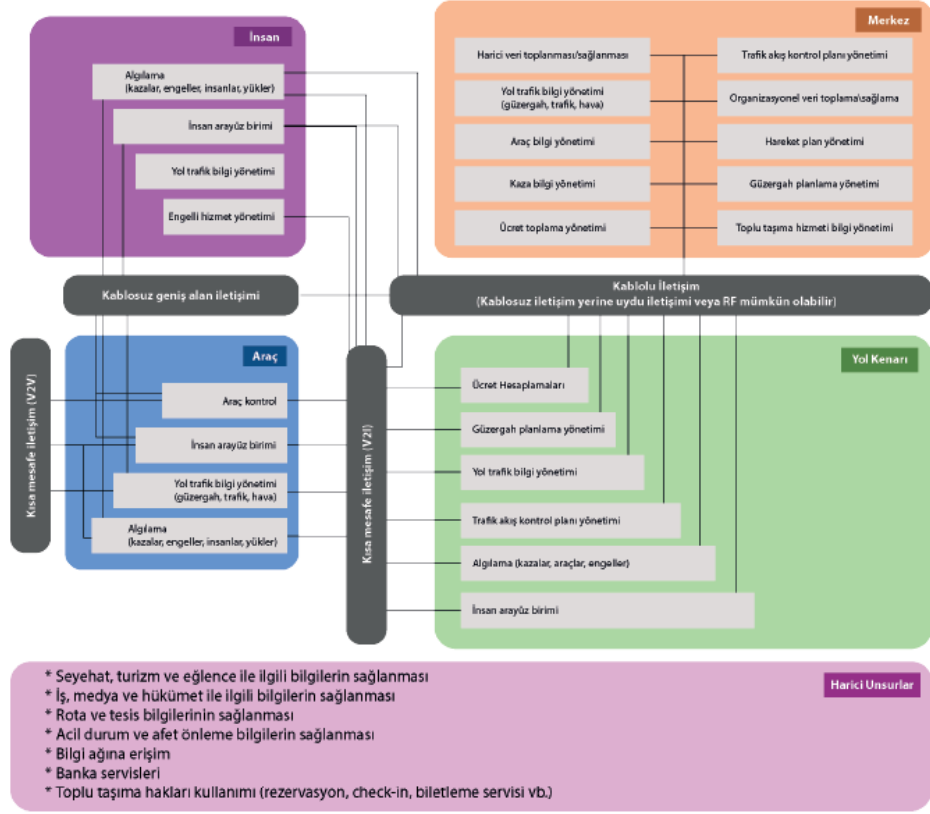 İnsan
Algılama
(kazalar, engeller, insanlar, yükler)
İnsan arayüz birimi
Yol trafik bilgi yönetimi
Engelli hizmet yönetimi
Merkez
Harici veri toplanması/sağlanması
Trafik akış kontrol planı yönetimi
Yol trafik bilgi yönetimi
(güzergah, trafik, hava)
Organizasyonel veri toplama\sağlama
Araç bilgi yönetimi
Hareket plan yönetimi
Kaza bilgi yönetimi
Güzergah planlama yönetimi
Ücret toplama yönetimi
Toplu taşıma hizmeti bilgi yönetimi
Kablosuz geniş alan iletişimi
Kablolu İletişim
(Kablosuz iletişim yerine uydu iletişimi veya RF mümkün olabilir)
Kısa mesafe iletişim (V2V)
Araç
Araç kontrol
İnsan arayüz birimi
Yol trafik bilgi yönetimi
(güzergah, trafik, hava)
Algılama
(kazalar, engeller, insanlar, yükler)
Kısa mesafe iletişim (V2I)
Yol Kenarı
Ücret Hesaplamaları
Güzergah planlama yönetimi
Yol trafik bilgi yönetimi
Trafik akış kontrol planı yönetimi
Algılama (kazalar, araçlar, engeller)
İnsan arayüz birimi
Harici Unsurlar
* Seyehat, turizm ve eğlence ile ilgili bilgilerin sağlanması
* İş, medya ve hükümet ile ilgili bilgilerin sağlanması
* Rota ve tesis bilgilerinin sağlanması
* Acil durum ve afet önleme bilgilerin sağlanması
* Bilgi ağına erişim
* Banka servisleri
* Toplu taşıma hakları kullanımı (rezervasyon, check-in, biletleme servisi vb.)